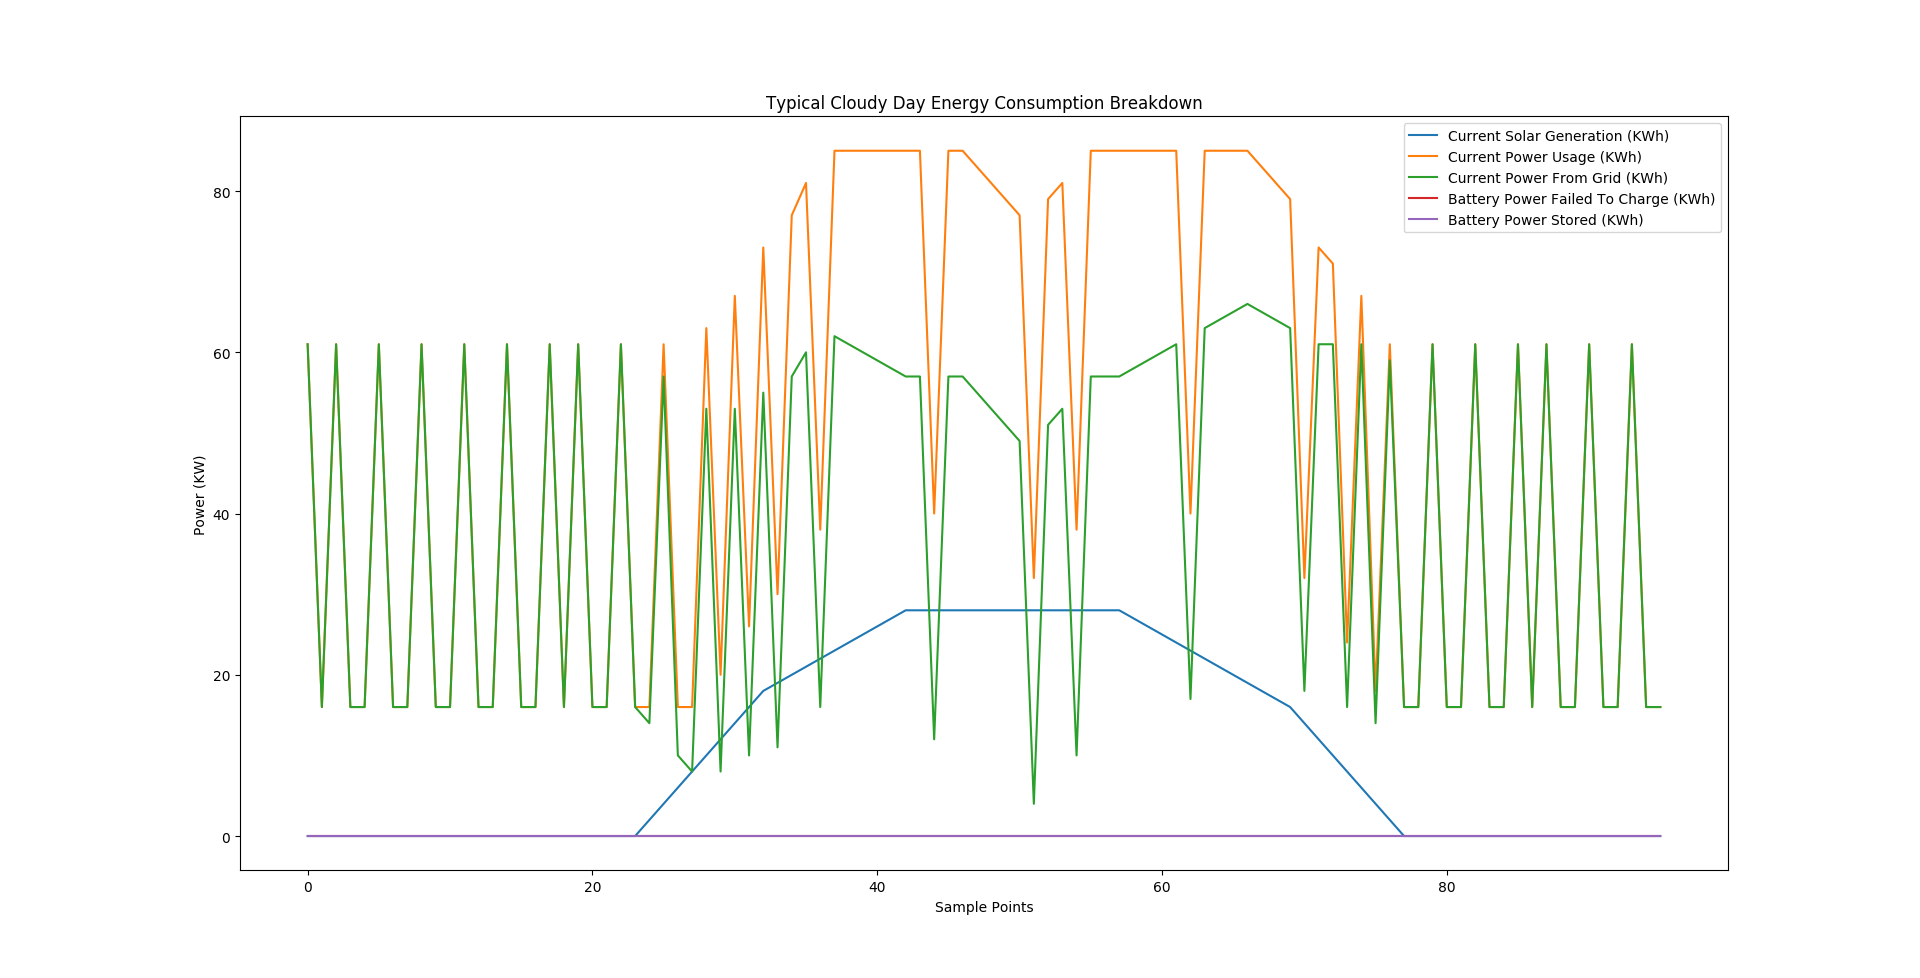 Typical Cloudy Day Energy Consumption Breakdown
Current Solar Generation (KWh)
Current Power Usage (KWh)
Current Power From Grid (KWh)
Battery Power Failed To Charge (KWh)
Battery Power Stored (KWh)
80
60
40
20
0
Power (KW)
0 20 40 60 80
Sample Points